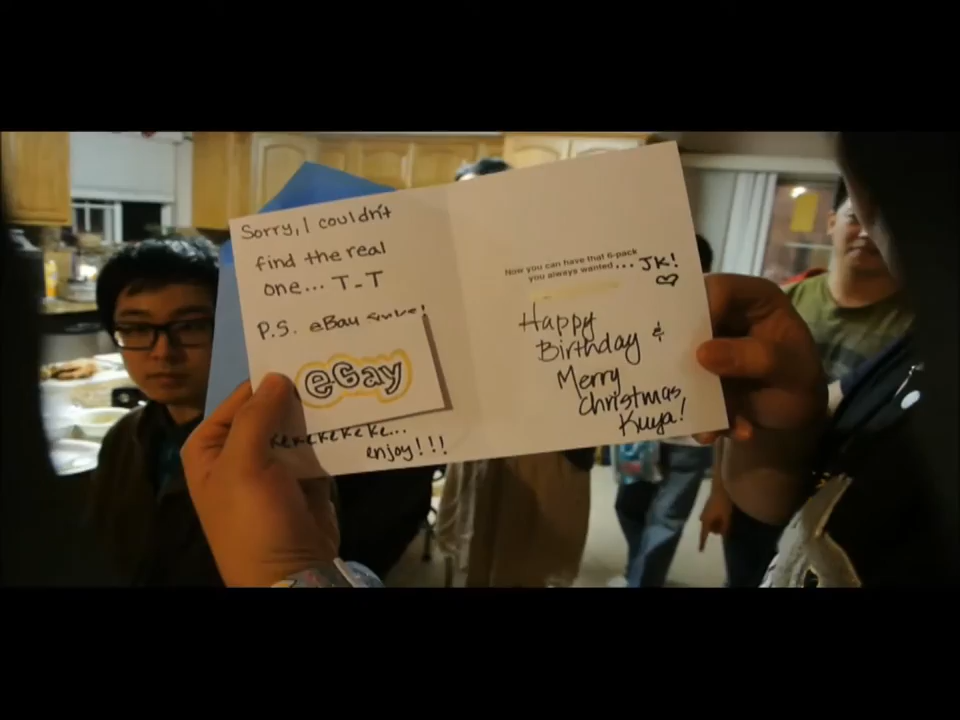 Sorry, I couldn't
find the real
one... T_T
P.S. eBay
eGay
kekekekeke...
enjoy!!!
Now you can have that 6-pack
you always wanted... JK!
Happy
Birthday &
Merry
Christmas
Kuya!